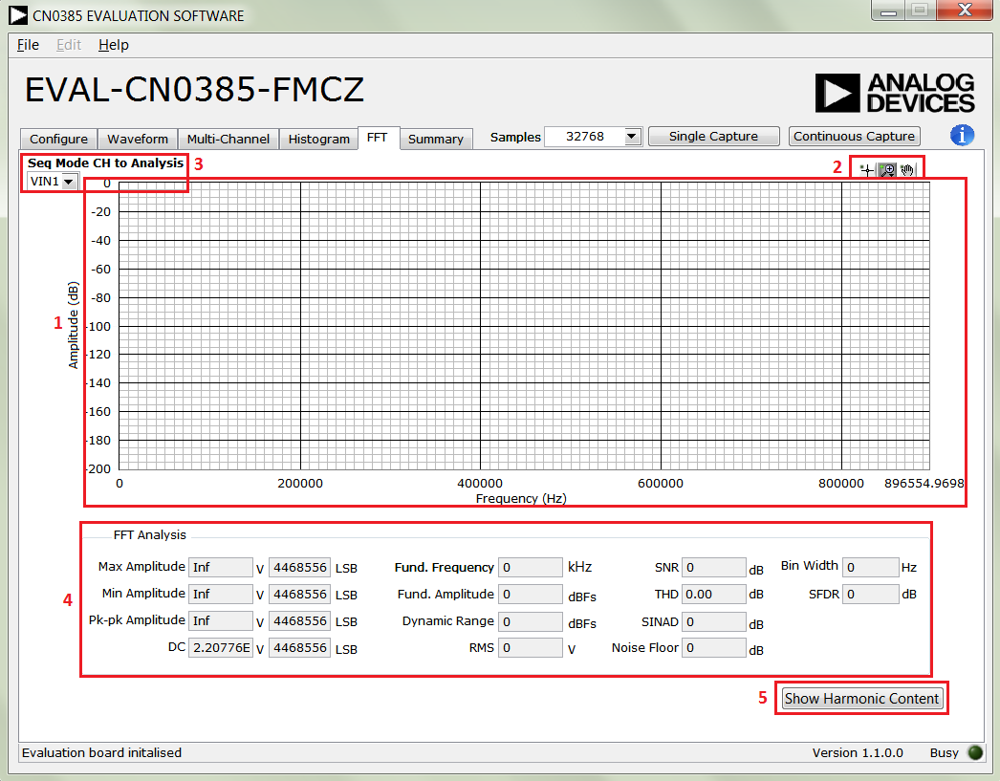 CN0385 EVALUATION SOFTWARE
File Edit Help
EVAL-CN0385-FMCZ
ANALOG
DEVICES
Configure Waveform Multi-Channel Histogram FFT Summary Samples 32768 Single Capture Continuous Capture i
Seq Mode CH to Analysis 3 2
VIN1
0
-20
-40
-60
-80
1 Amplitude (dB)
-100
-120
-140
-160
-180
-200
0 200000 400000 600000 800000 896554.9698
Frequency (Hz)
FFT Analysis
Max Amplitude Inf V 4468556 LSB Fund. Frequency 0 kHz SNR 0 dB Bin Width 0 Hz
4 Min Amplitude Inf V 4468556 LSB Fund. Amplitude 0 dBFs THD 0.00 dB SFDR 0 dB
Pk-pk Amplitude Inf V 4468556 LSB Dynamic Range 0 dBFs SINAD 0 dB
DC 2.20776E V 4468556 LSB RMS 0 V Noise Floor 0 dB
5 Show Harmonic Content
Evaluation board initalised Version 1.1.0.0 Busy